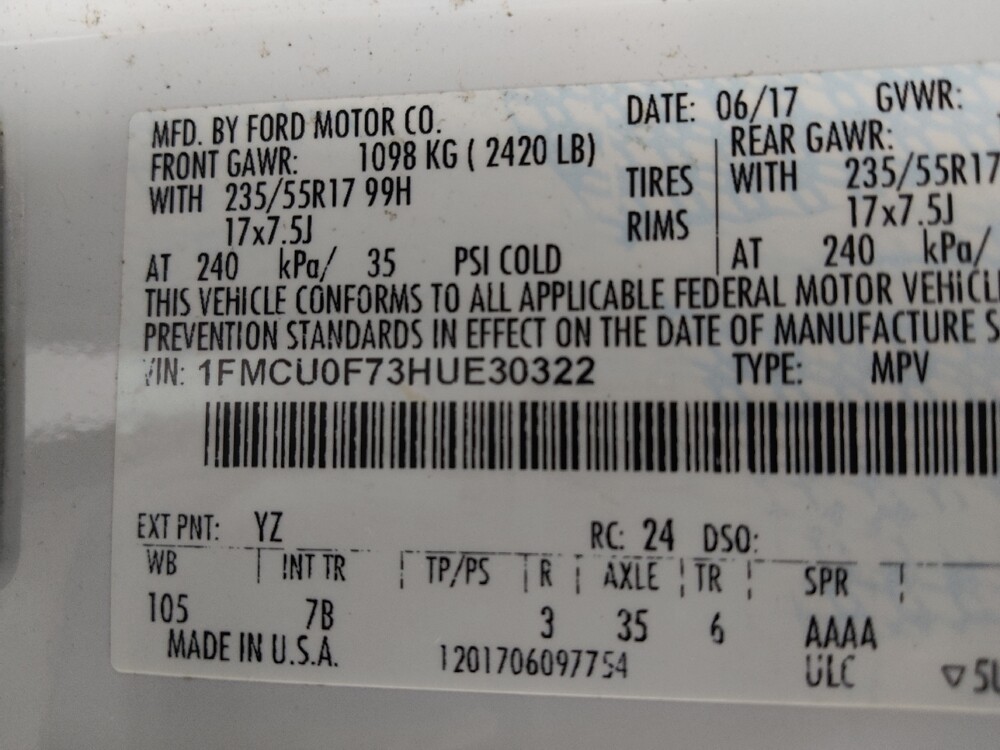 MFD. BY FORD MOTOR CO. DATE: 06/17 GVWR:
FRONT GAWR: 1098 KG ( 2420 LB) REAR GAWR:
WITH 235/55R17 99H TIRES WITH 235/55R17
17x7.5J RIMS 17x7.5J
AT 240 kPa/ 35 PSI COLD AT 240 kPa/
THIS VEHICLE CONFORMS TO ALL APPLICABLE FEDERAL MOTOR VEHICL
PREVENTION STANDARDS IN EFFECT ON THE DATE OF MANUFACTURE S
VIN: 1FMCU0F73HUE30322 TYPE: MPV
EXT PNT: YZ RC: 24 DSO:
WB INT TR TP/PS R AXLE TR SPR
105 7B 3 35 6 AAAA
MADE IN U.S.A. 1201706097754 ULC ▽5U